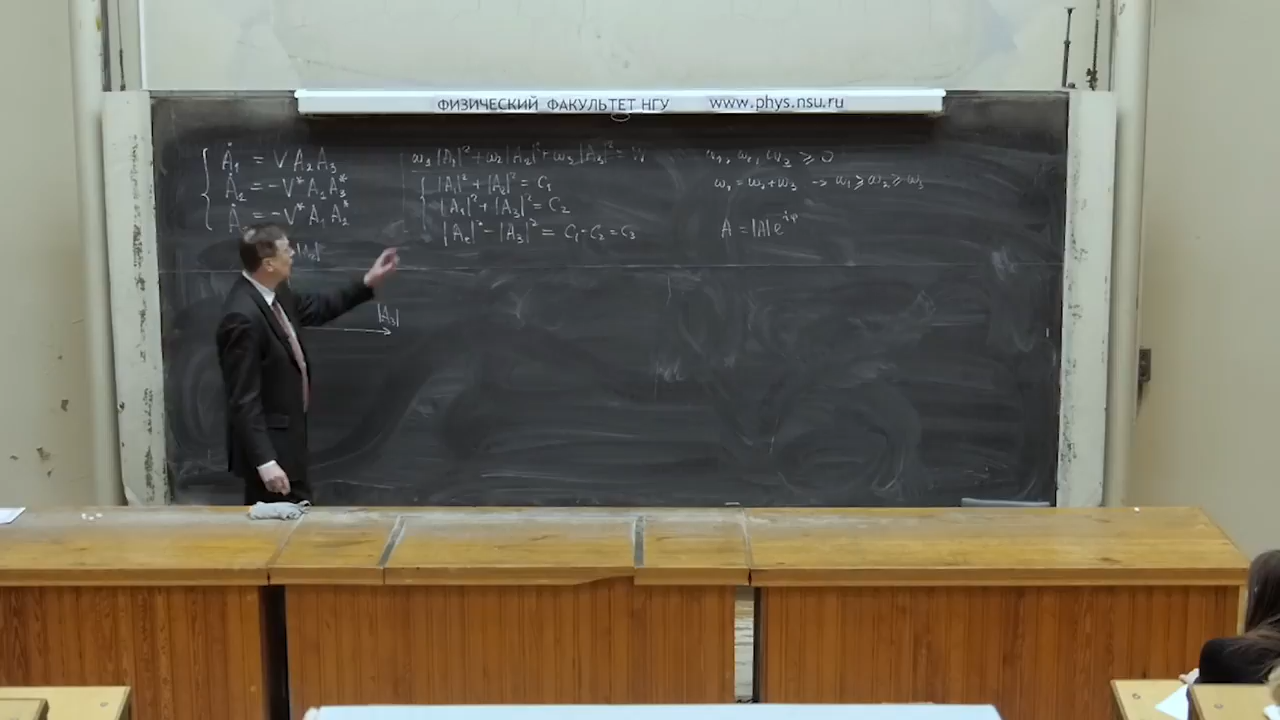 ФИЗИЧЕСКИЙ ФАКУЛЬТЕТ НГУ www.phys.nsu.ru
Ȧ₁ = V A₂ A₃
Ȧ₂ = -V* A₁ A₃*
= -V* A₁ A₂*
ω₁|A₁|² + ω₂|A₂|² + ω₃|A₃|² = W
|A₁|² + |A₂|² = C₁
|A₁|² + |A₃|² = C₂
|A₂|² - |A₃|² = C₁ - C₂ = C₃
ω₁, ω₂, ω₃ ⩾ 0
ω₁ = ω₂ + ω₃ → ω₁ ⩾ ω₂ ⩾ ω₃
A = |A| e^{iφ}
|A₃|